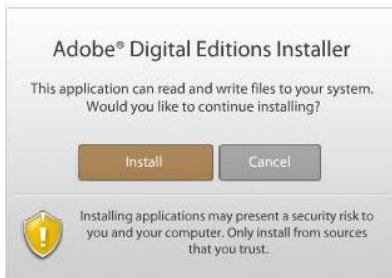 Adobe® Digital Editions Installer
This application can read and write files to your system.
Would you like to continue installing?
Install
Cancel
Installing applications may present a security risk to
you and your computer. Only install from sources
that you trust.